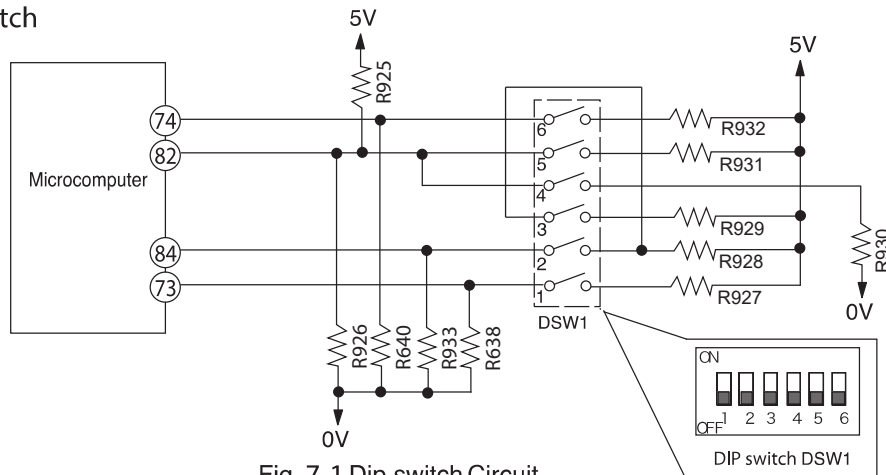 tch
5V
R925
5V
74
6
R932
82
5
R931
Microcomputer
4
3
R929
R930
84
2
R928
73
1
R927
0V
DSW1
R926
R640
R933
R638
ON
1 2 3 4 5 6
OFF
0V
DIP switch DSW1
Fig. 7-1 Dip switch Circuit